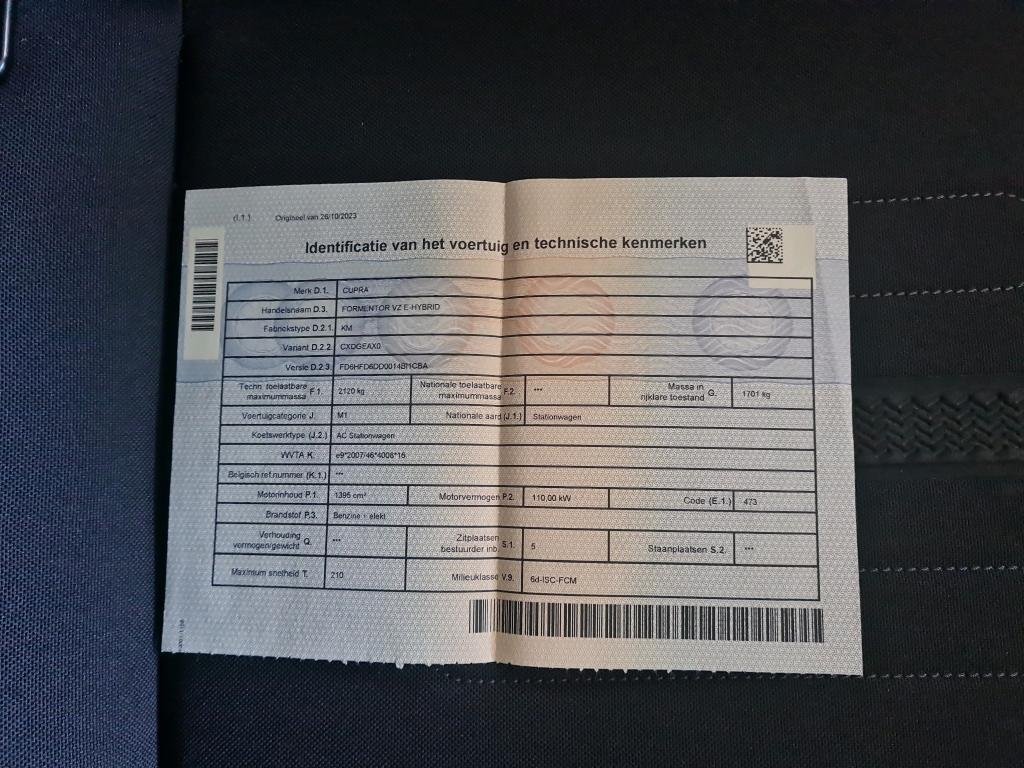 (I.1.) Origineel van 26/10/2023
Identificatie van het voertuig en technische kenmerken
Merk D.1. CUPRA
Handelsnaam D.3. FORMENTOR VZ E-HYBRID
Fabriekstype D.2.1. KM
Variant D.2.2. CXDGEAX0
Versie D.2.3. FD6HFD6DD0014BI1CBA
Techn. toelaatbare maximummassa F.1. 2120 kg Nationale toelaatbare maximummassa F.2. *** Massa in rijklare toestand G. 1701 kg
Voertuigcategorie J. M1 Nationale aard (J.1.) Stationwagen
Koetswerktype (J.2.) AC Stationwagen
WVTA K. e9*2007/46*4008*16
Belgisch ref.nummer (K.1.) ***
Motorinhoud P.1. 1395 cm³ Motorvermogen P.2. 110,00 kW Code (E.1.) 473
Brandstof P.3. Benzine + elekt
Verhouding vermogen/gewicht Q. *** Zitplaatsen bestuurder inb. S.1. 5 Staanplaatsen S.2. ***
Maximum snelheid T. 210 Milieuklasse V.9. 6d-ISC-FCM